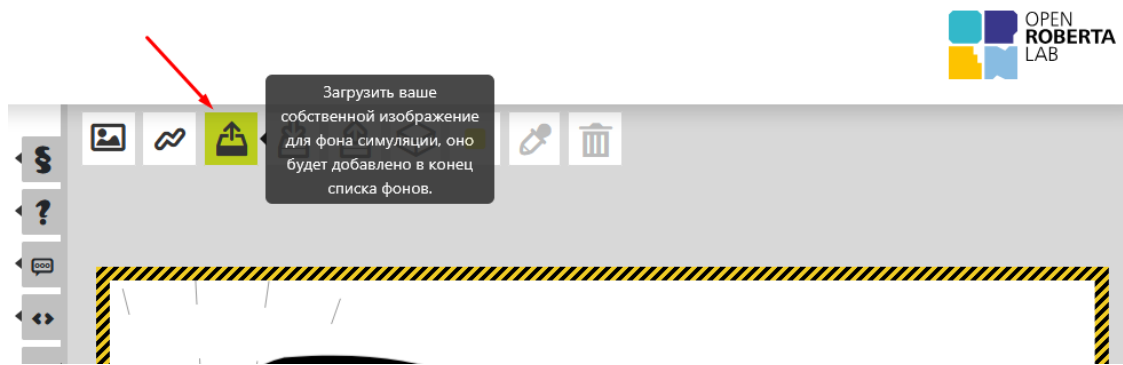 OPEN
ROBERTA
LAB
Загрузить ваше
собственной изображение
для фона симуляции, оно
будет добавлено в конец
списка фонов.
§
?